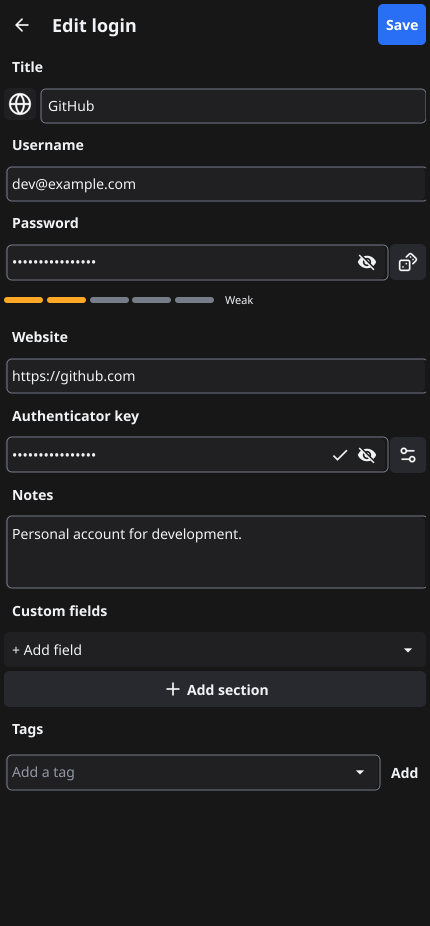 Edit login
Save
Title
GitHub
Username
dev@example.com
Password
••••••••••••••••
Weak
Website
https://github.com
Authenticator key
••••••••••••••••
Notes
Personal account for development.
Custom fields
+ Add field
+ Add section
Tags
Add a tag
Add